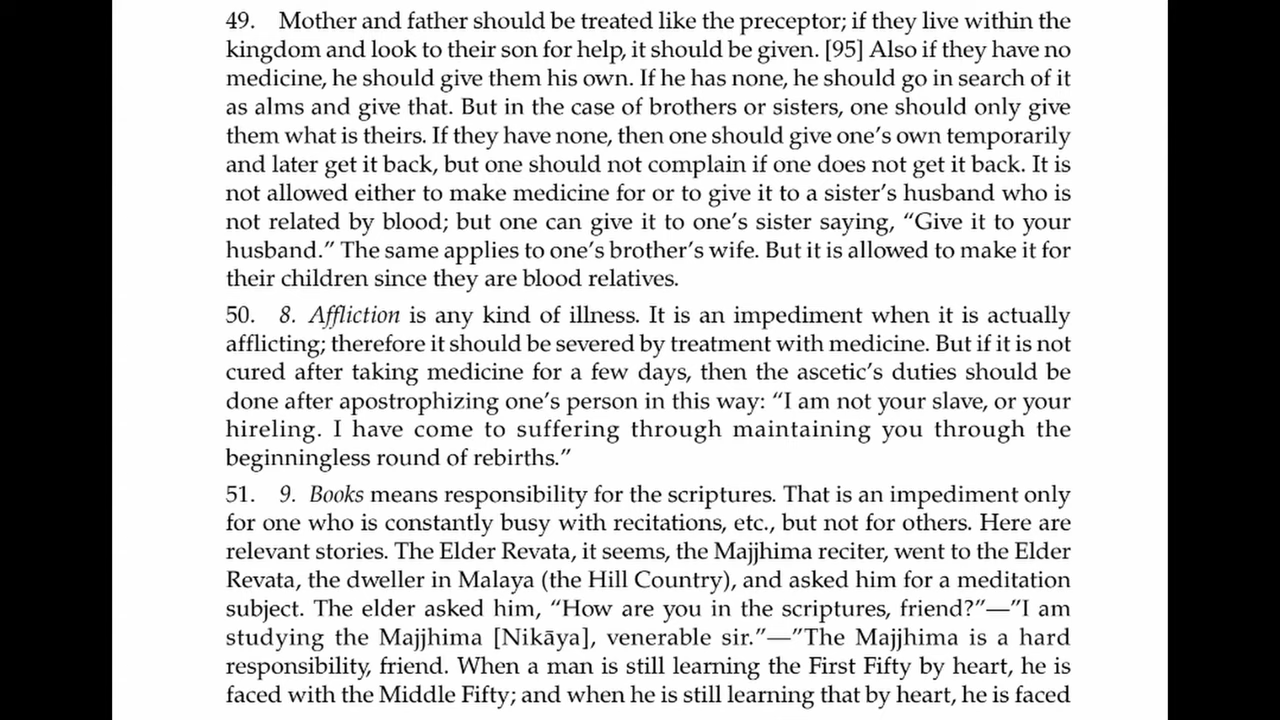 49. Mother and father should be treated like the preceptor; if they live within the
kingdom and look to their son for help, it should be given. [95] Also if they have no
medicine, he should give them his own. If he has none, he should go in search of it
as alms and give that. But in the case of brothers or sisters, one should only give
them what is theirs. If they have none, then one should give one’s own temporarily
and later get it back, but one should not complain if one does not get it back. It is
not allowed either to make medicine for or to give it to a sister’s husband who is
not related by blood; but one can give it to one’s sister saying, “Give it to your
husband.” The same applies to one’s brother’s wife. But it is allowed to make it for
their children since they are blood relatives.
50. 8. Affliction is any kind of illness. It is an impediment when it is actually
afflicting; therefore it should be severed by treatment with medicine. But if it is not
cured after taking medicine for a few days, then the ascetic’s duties should be
done after apostrophizing one’s person in this way: “I am not your slave, or your
hireling. I have come to suffering through maintaining you through the
beginningless round of rebirths.”
51. 9. Books means responsibility for the scriptures. That is an impediment only
for one who is constantly busy with recitations, etc., but not for others. Here are
relevant stories. The Elder Revata, it seems, the Majjhima reciter, went to the Elder
Revata, the dweller in Malaya (the Hill Country), and asked him for a meditation
subject. The elder asked him, “How are you in the scriptures, friend?”—”I am
studying the Majjhima [Nikāya], venerable sir.”—”The Majjhima is a hard
responsibility, friend. When a man is still learning the First Fifty by heart, he is
faced with the Middle Fifty; and when he is still learning that by heart, he is faced